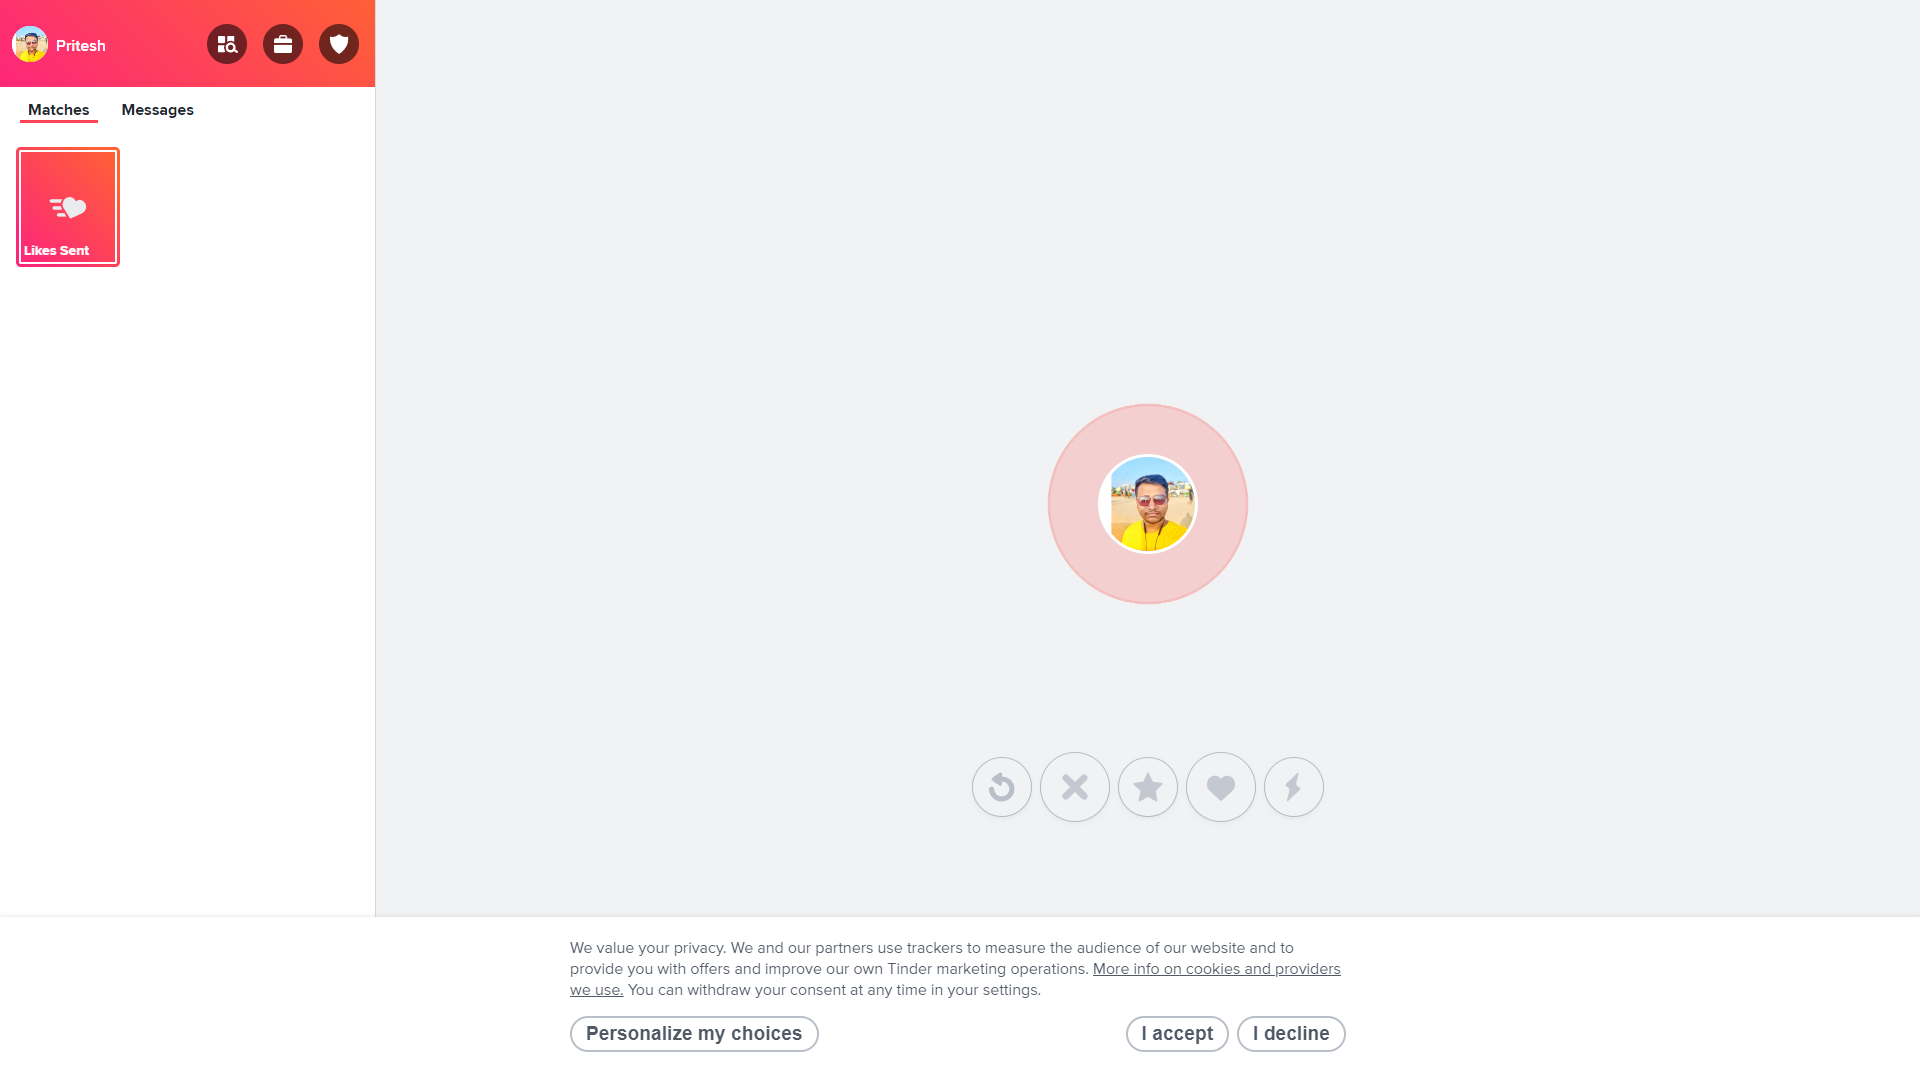 Pritesh
Matches
Messages
Likes Sent
We value your privacy. We and our partners use trackers to measure the audience of our website and to
provide you with offers and improve our own Tinder marketing operations. More info on cookies and providers
we use. You can withdraw your consent at any time in your settings.
Personalize my choices
I accept
I decline